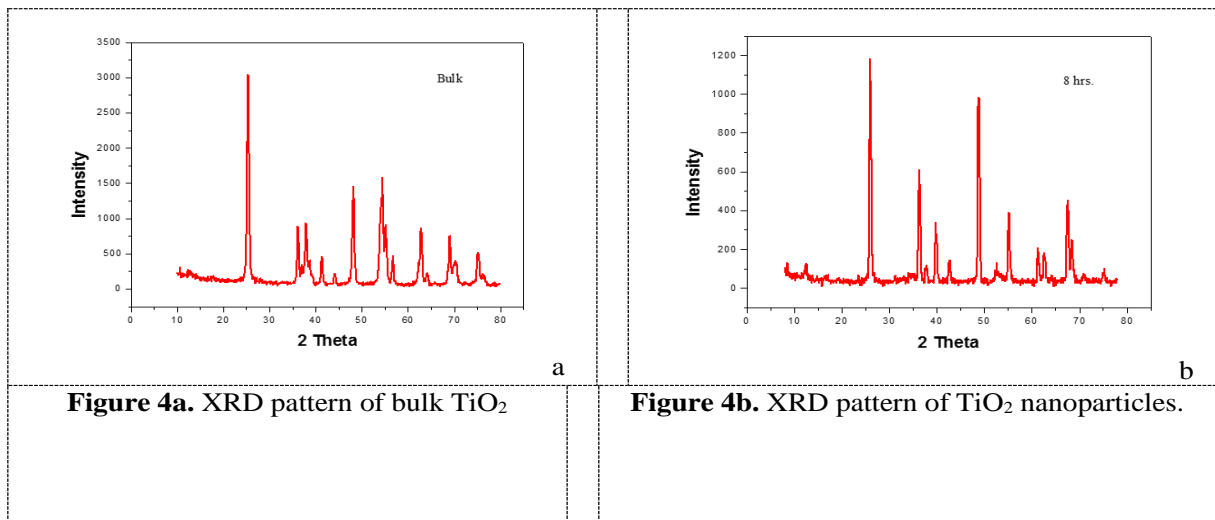 3500
3000
2500
2000
1500
1000
500
0
Intensity
Bulk
0 10 20 30 40 50 60 70 80
2 Theta
a
1200
1000
800
600
400
200
0
Intensity
8 hrs.
0 10 20 30 40 50 60 70 80
2 Theta
b
Figure 4a. XRD pattern of bulk TiO₂
Figure 4b. XRD pattern of TiO₂ nanoparticles.